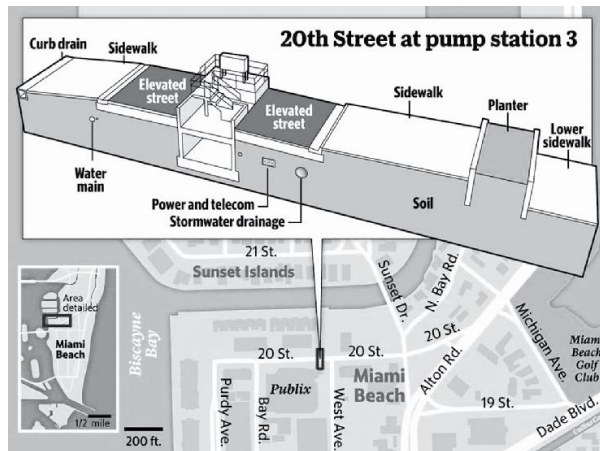 20th Street at pump station 3
Curb drain
Sidewalk
Elevated
street
Elevated
street
Sidewalk
Planter
Lower
sidewalk
Water
main
Power and telecom
Stormwater drainage
Soil
21 St.
Sunset Islands
Sunset Dr.
N. Bay Rd.
Area
detailed
Miami
Beach
1/2 mile
Biscayne
Bay
200 ft.
20 St.
20 St.
20 St.
Purdy Ave.
Bay Rd.
Publix
West Ave.
Miami
Beach
Alton Rd.
Michigan Ave.
19 St.
Dade Blvd.
Miami
Beach
Golf
Club